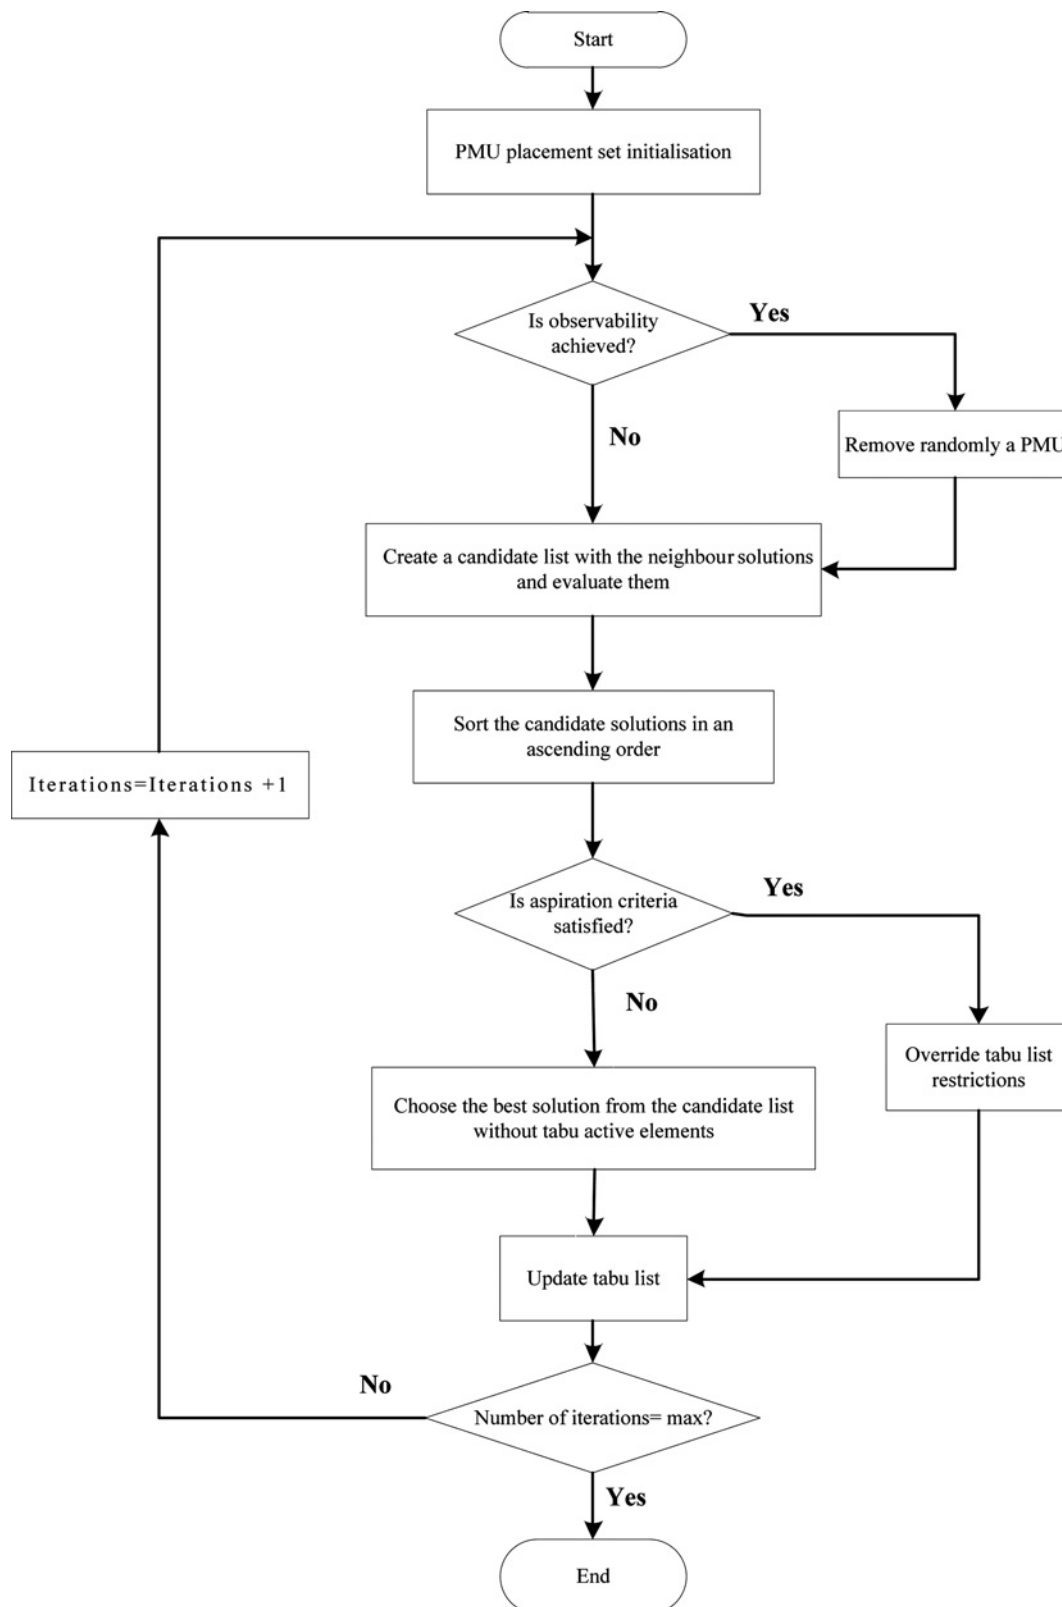 Start
PMU placement set initialisation
Is observability
achieved?
Yes
No
Remove randomly a PMU
Create a candidate list with the neighbour solutions
and evaluate them
Sort the candidate solutions in an
ascending order
Iterations=Iterations +1
Is aspiration criteria
satisfied?
Yes
No
Override tabu list
restrictions
Choose the best solution from the candidate list
without tabu active elements
Update tabu list
No
Number of iterations= max?
Yes
End